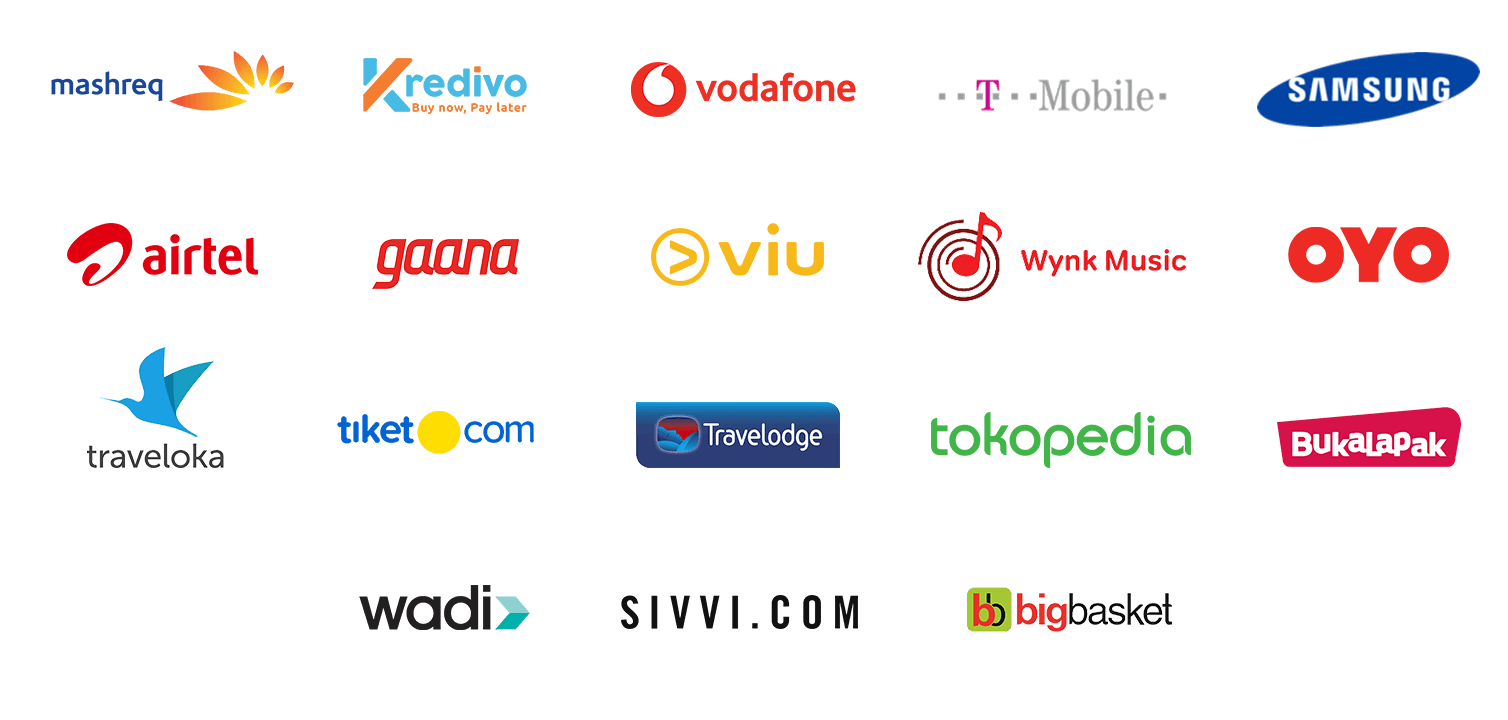 mashreq
Kredivo
Buy now, Pay later
vodafone
··T··Mobile·
SAMSUNG
airtel
gaana
viu
Wynk Music
OYO
traveloka
tiket com
Travelodge
tokopedia
BukaLapak
wadi
SIVVI.COM
bb bigbasket